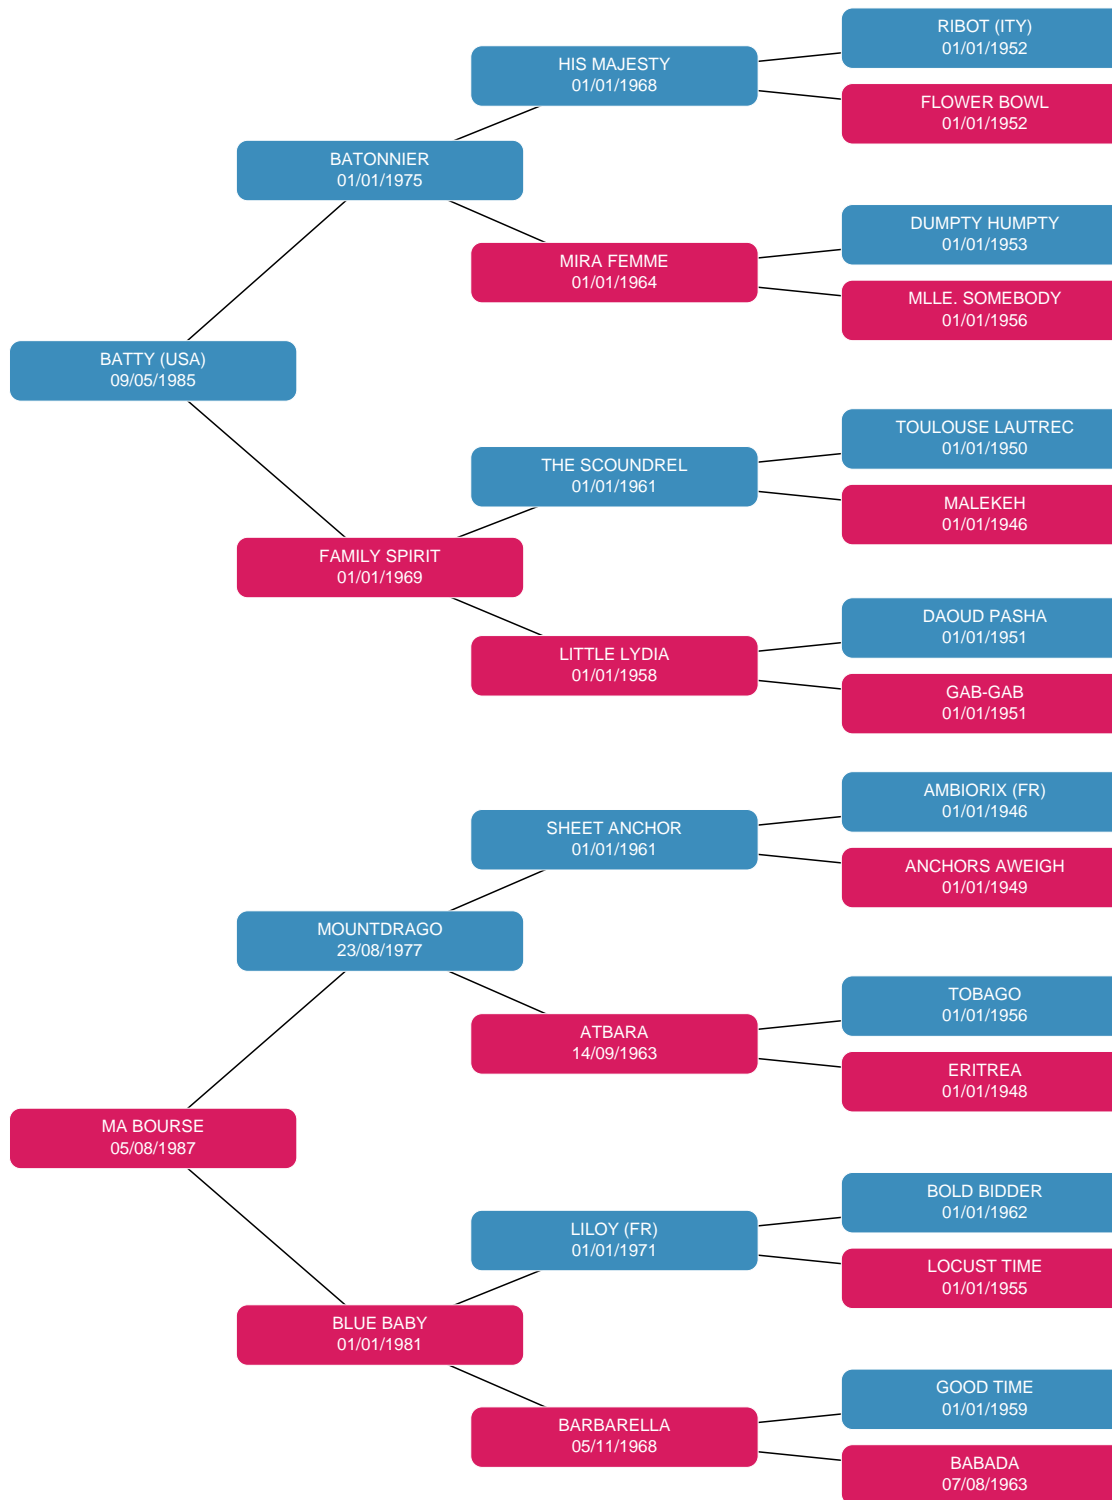 RIBOT (ITY)
01/01/1952
HIS MAJESTY
01/01/1968
FLOWER BOWL
01/01/1952
BATONNIER
01/01/1975
DUMPTY HUMPTY
01/01/1953
MIRA FEMME
01/01/1964
MLLE. SOMEBODY
01/01/1956
BATTY (USA)
09/05/1985
TOULOUSE LAUTREC
01/01/1950
THE SCOUNDREL
01/01/1961
MALEKEH
01/01/1946
FAMILY SPIRIT
01/01/1969
DAOUD PASHA
01/01/1951
LITTLE LYDIA
01/01/1958
GAB-GAB
01/01/1951
AMBIORIX (FR)
01/01/1946
SHEET ANCHOR
01/01/1961
ANCHORS AWEIGH
01/01/1949
MOUNTDRAGO
23/08/1977
TOBAGO
01/01/1956
ATBARA
14/09/1963
ERITREA
01/01/1948
MA BOURSE
05/08/1987
BOLD BIDDER
01/01/1962
LILOY (FR)
01/01/1971
LOCUST TIME
01/01/1955
BLUE BABY
01/01/1981
GOOD TIME
01/01/1959
BARBARELLA
05/11/1968
BABADA
07/08/1963